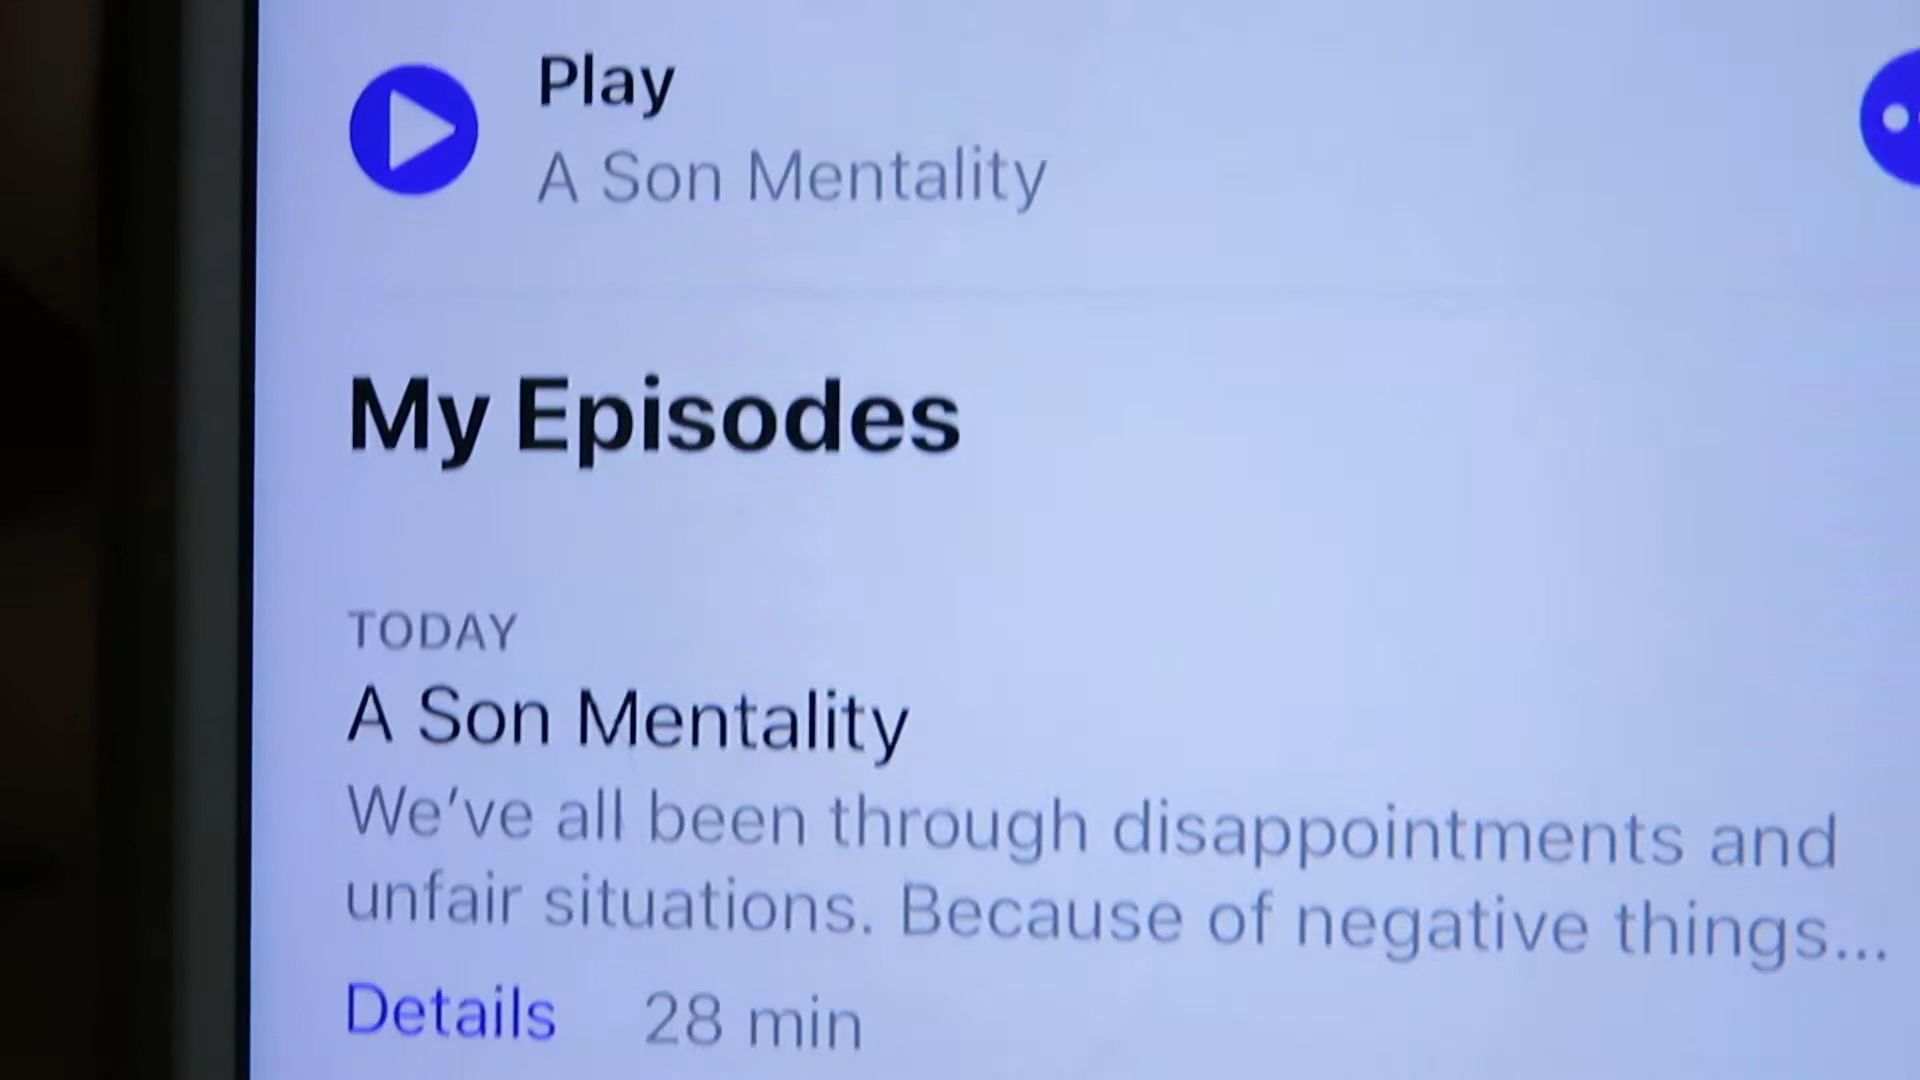 Play
A Son Mentality
My Episodes
TODAY
A Son Mentality
We've all been through disappointments and
unfair situations. Because of negative things...
Details 28 min